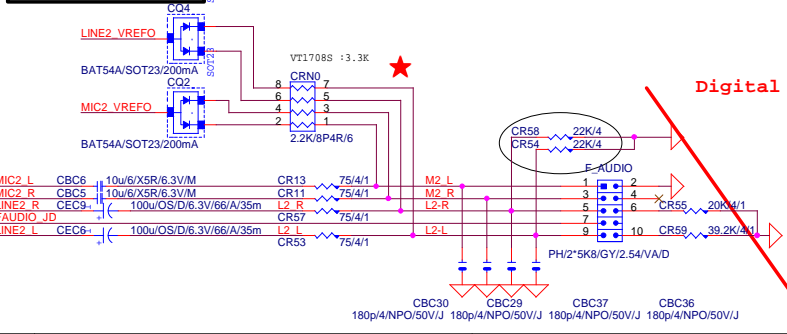 CQ4
LINE2_VREFO
SOT23
BAT54A/SOT23/200mA
CQ2
MIC2_VREFO
BAT54A/SOT23/200mA
VT1708S :3.3K
CRN0
8 7
6 5
4 3
2 1
2.2K/8P4R/6
Digital
CR58 22K/4
CR54 22K/4
F_AUDIO
MIC2_L CBC6 10u/6/X5R/6.3V/M CR13 75/4/1 M2_L 1 2
MIC2_R CBC5 10u/6/X5R/6.3V/M CR11 75/4/1 M2_R 3 4
LINE2_R CEC9 100u/OS/D/6.3V/66/A/35m L2_R 75/4/1 L2-R 5 6 CR55 20K/4/1
FAUDIO_JD CR57 7
LINE2_L CEC6 + 100u/OS/D/6.3V/66/A/35m L2_L 75/4/1 L2-L 9 10 CR59 39.2K/4/1
CR53
PH/2*5K8/GY/2.54/VA/D
CBC30 CBC29 CBC37 CBC36
180p/4/NPO/50V/J 180p/4/NPO/50V/J 180p/4/NPO/50V/J 180p/4/NPO/50V/J